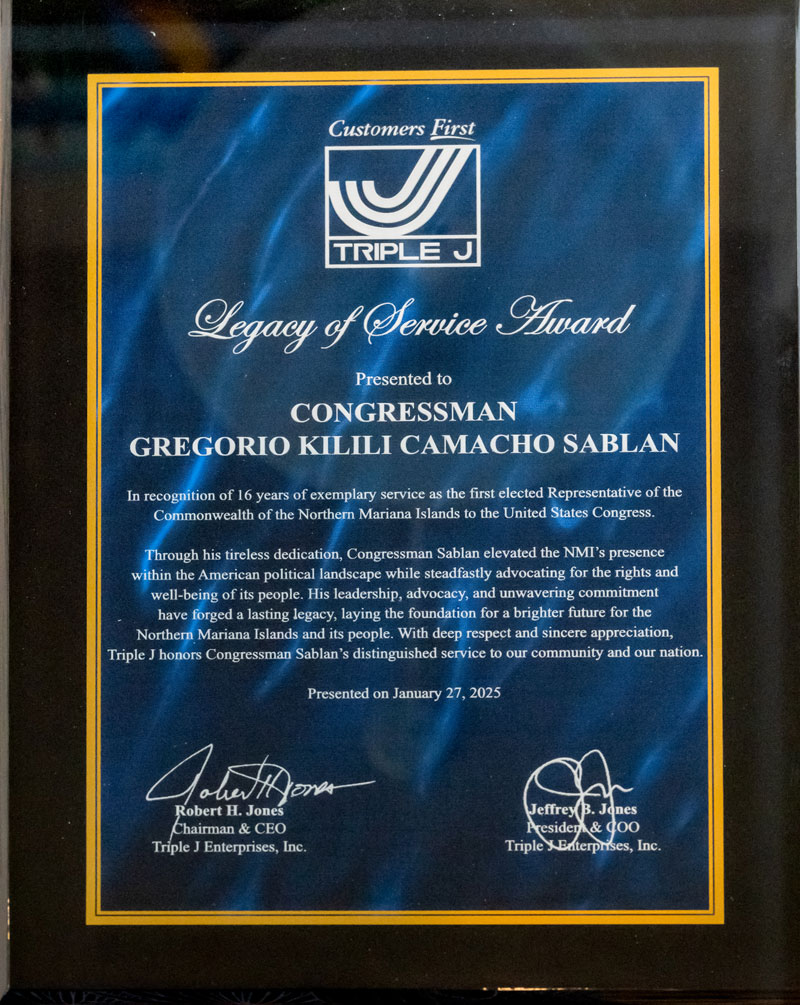 Customers First
TRIPLE J
Legacy of Service Award
Presented to
CONGRESSMAN
GREGORIO KILILI CAMACHO SABLAN
In recognition of 16 years of exemplary service as the first elected Representative of the
Commonwealth of the Northern Mariana Islands to the United States Congress.
Through his tireless dedication, Congressman Sablan elevated the NMI's presence
within the American political landscape while steadfastly advocating for the rights and
well-being of its people. His leadership, advocacy, and unwavering commitment
have forged a lasting legacy, laying the foundation for a brighter future for the
Northern Mariana Islands and its people. With deep respect and sincere appreciation,
Triple J honors Congressman Sablan's distinguished service to our community and our nation.
Presented on January 27, 2025
Robert H Jones
Robert H. Jones
Chairman & CEO
Triple J Enterprises, Inc.
Jeffrey B. Jones
President & COO
Triple J Enterprises, Inc.